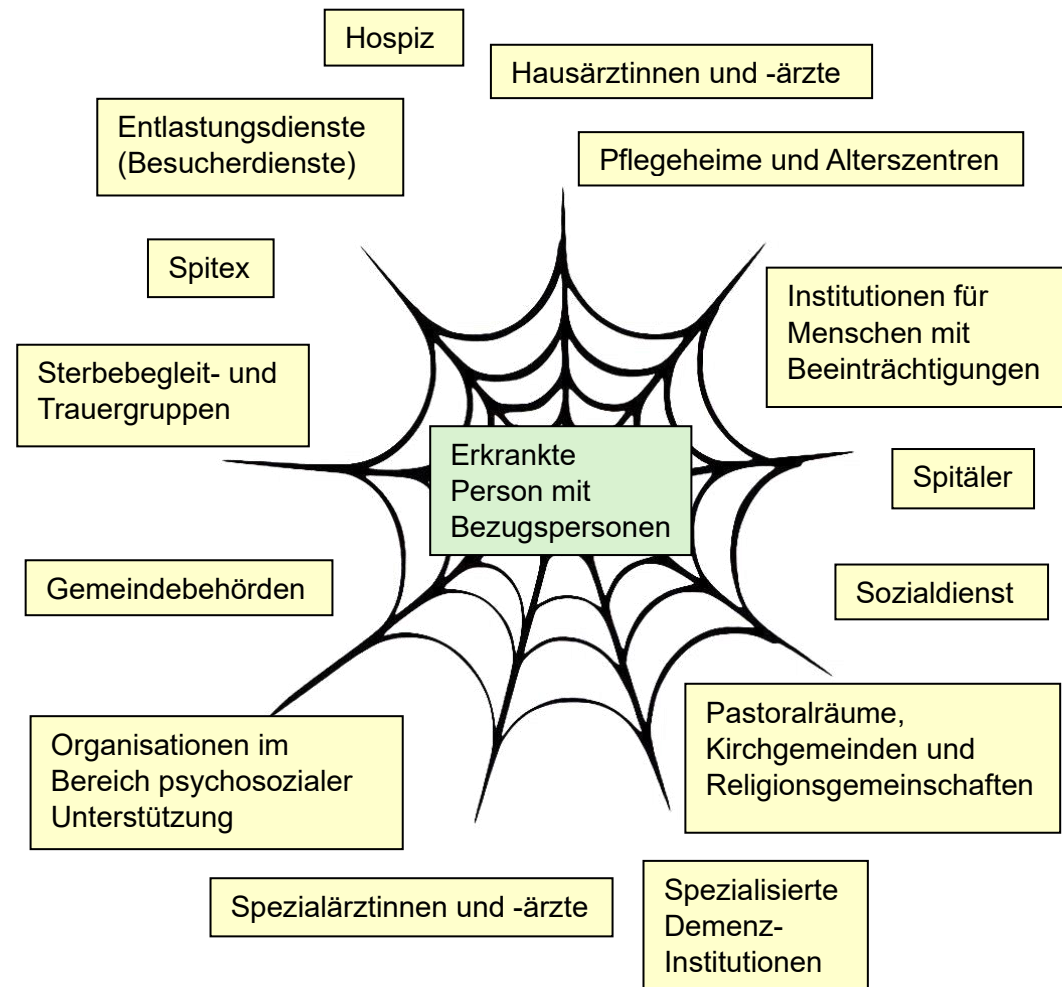 Hospiz
Hausärztinnen und -ärzte
Entlastungsdienste
(Besucherdienste)
Pflegeheime und Alterszentren
Spitex
Institutionen für
Menschen mit
Beeinträchtigungen
Sterbebegleit- und
Trauergruppen
Erkrankte
Person mit
Bezugspersonen
Spitäler
Gemeindebehörden
Sozialdienst
Organisationen im
Bereich psychosozialer
Unterstützung
Pastoralräume,
Kirchgemeinden und
Religionsgemeinschaften
Spezialärztinnen und -ärzte
Spezialisierte
Demenz-
Institutionen